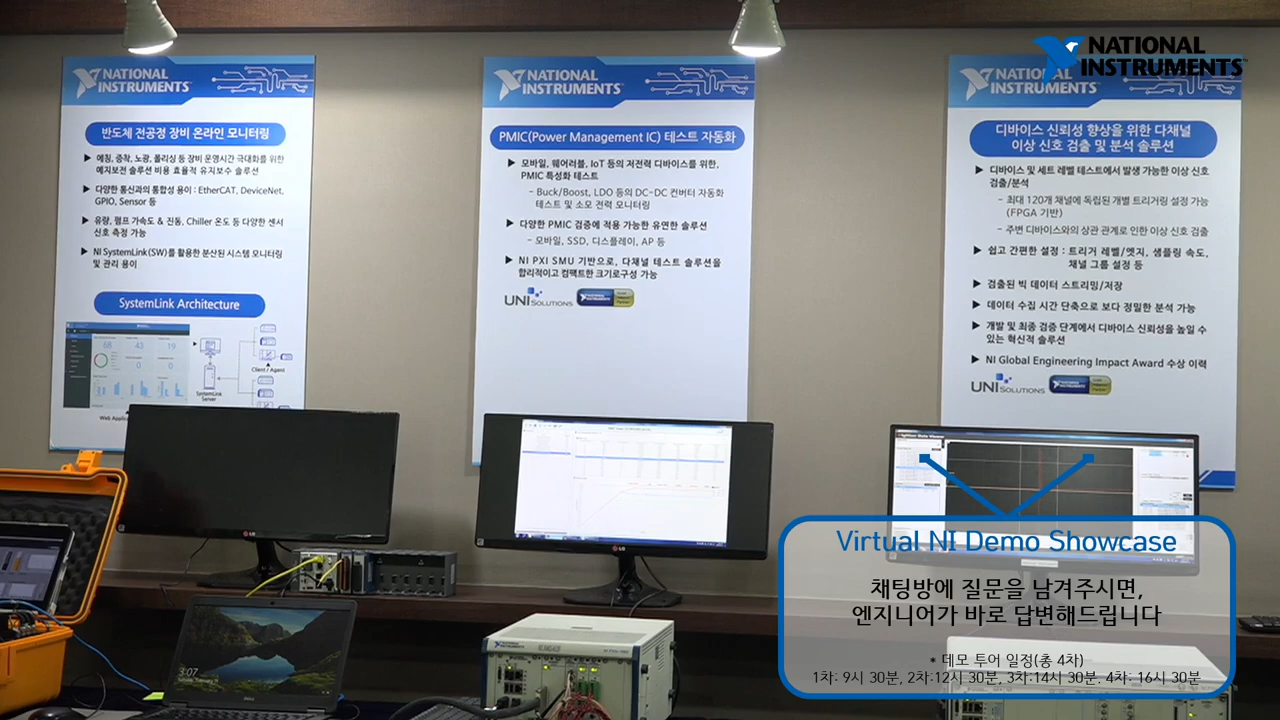 NATIONAL
INSTRUMENTS
반도체 전공정 장비 온라인 모니터링
▶ 에칭, 증착, 노광, 폴리싱 등 장비 운영시간 극대화를 위한
예지보전 솔루션 비용 효율적 유지보수 솔루션
▶ 다양한 통신과의 통합성 용이 : EtherCAT, DeviceNet,
GPIO, Sensor 등
▶ 유량, 펌프 가속도 & 진동, Chiller 온도 등 다양한 센서
신호 측정 가능
▶ NI SystemLink(SW)를 활용한 분산된 시스템 모니터링
및 관리 용이
SystemLink Architecture
68 43 19
0 0
Client / Agent
SystemLink
Server
NATIONAL
INSTRUMENTS
PMIC(Power Management IC) 테스트 자동화
▶ 모바일, 웨어러블, IoT 등의 저전력 디바이스를 위한,
PMIC 특성화 테스트
- Buck/Boost, LDO 등의 DC-DC 컨버터 자동화
테스트 및 소모 전력 모니터링
▶ 다양한 PMIC 검증에 적용 가능한 유연한 솔루션
- 모바일, SSD, 디스플레이, AP 등
▶ NI PXI SMU 기반으로, 다채널 테스트 솔루션을
합리적이고 컴팩트한 크기로구성 가능
UNI SOLUTIONS
NATIONAL
INSTRUMENTS
NATIONAL
INSTRUMENTS
디바이스 신뢰성 향상을 위한 다채널
이상 신호 검출 및 분석 솔루션
▶ 디바이스 및 세트 레벨 테스트에서 발생 가능한 이상 신호
검출/분석
- 최대 120개 채널에 독립된 개별 트리거링 설정 가능
(FPGA 기반)
- 주변 디바이스와의 상관 관계로 인한 이상 신호 검출
▶ 쉽고 간편한 설정 : 트리거 레벨/엣지, 샘플링 속도,
채널 그룹 설정 등
▶ 검출된 빅 데이터 스트리밍/저장
▶ 데이터 수집 시간 단축으로 보다 정밀한 분석 가능
▶ 개발 및 최종 검증 단계에서 디바이스 신뢰성을 높일 수
있는 혁신적 솔루션
▶ NI Global Engineering Impact Award 수상 이력
UNI SOLUTIONS
LG
LG
3:07
DELL
Virtual NI Demo Showcase
채팅방에 질문을 남겨주시면,
엔지니어가 바로 답변해드립니다
* 데모 투어 일정(총 4차)
1차: 9시 30분, 2차:12시 30분, 3차:14시 30분, 4차: 16시 30분